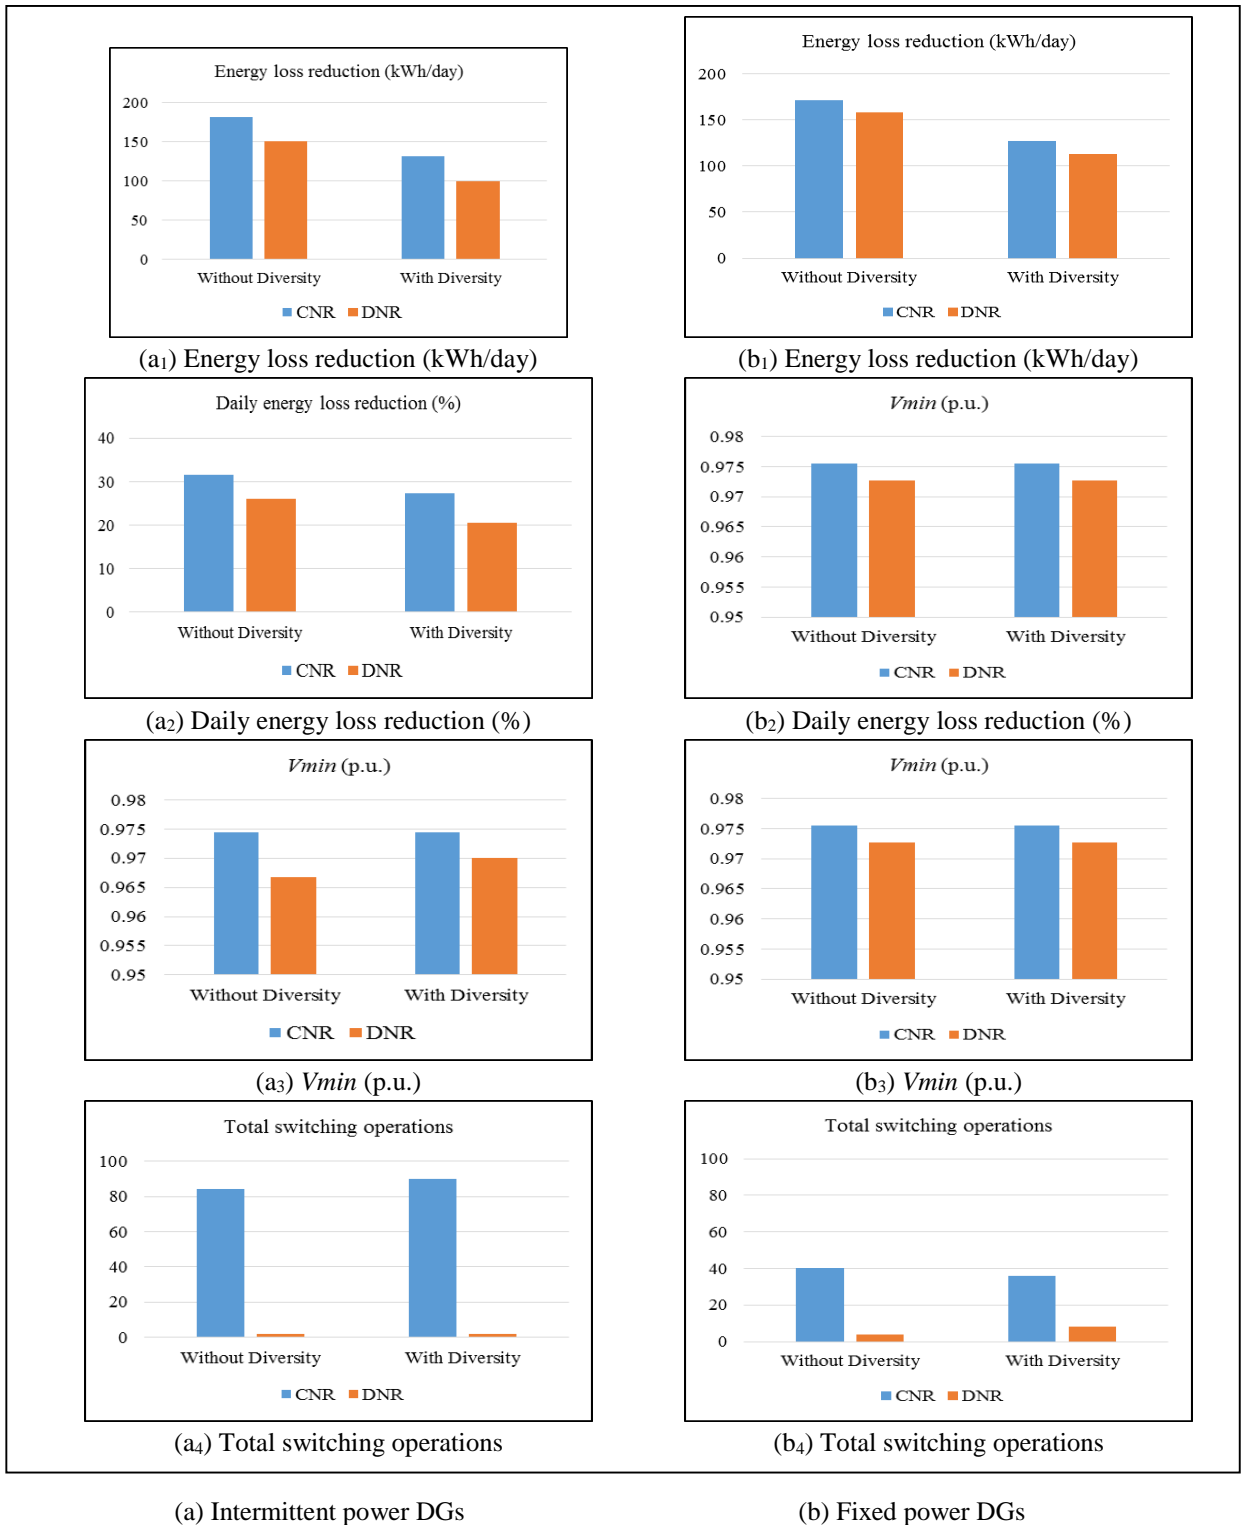 Energy loss reduction (kWh/day)
200
150
100
50
0
Without Diversity With Diversity
CNR DNR
(a₁) Energy loss reduction (kWh/day)
Energy loss reduction (kWh/day)
200
150
100
50
0
Without Diversity With Diversity
CNR DNR
(b₁) Energy loss reduction (kWh/day)
Daily energy loss reduction (%)
40
30
20
10
0
Without Diversity With Diversity
CNR DNR
(a₂) Daily energy loss reduction (%)
Vmin (p.u.)
0.98
0.975
0.97
0.965
0.96
0.955
0.95
Without Diversity With Diversity
CNR DNR
(b₂) Daily energy loss reduction (%)
Vmin (p.u.)
0.98
0.975
0.97
0.965
0.96
0.955
0.95
Without Diversity With Diversity
CNR DNR
(a₃) Vmin (p.u.)
Vmin (p.u.)
0.98
0.975
0.97
0.965
0.96
0.955
0.95
Without Diversity With Diversity
CNR DNR
(b₃) Vmin (p.u.)
Total switching operations
100
80
60
40
20
0
Without Diversity With Diversity
CNR DNR
(a₄) Total switching operations
Total switching operations
100
80
60
40
20
0
Without Diversity With Diversity
CNR DNR
(b₄) Total switching operations
(a) Intermittent power DGs
(b) Fixed power DGs